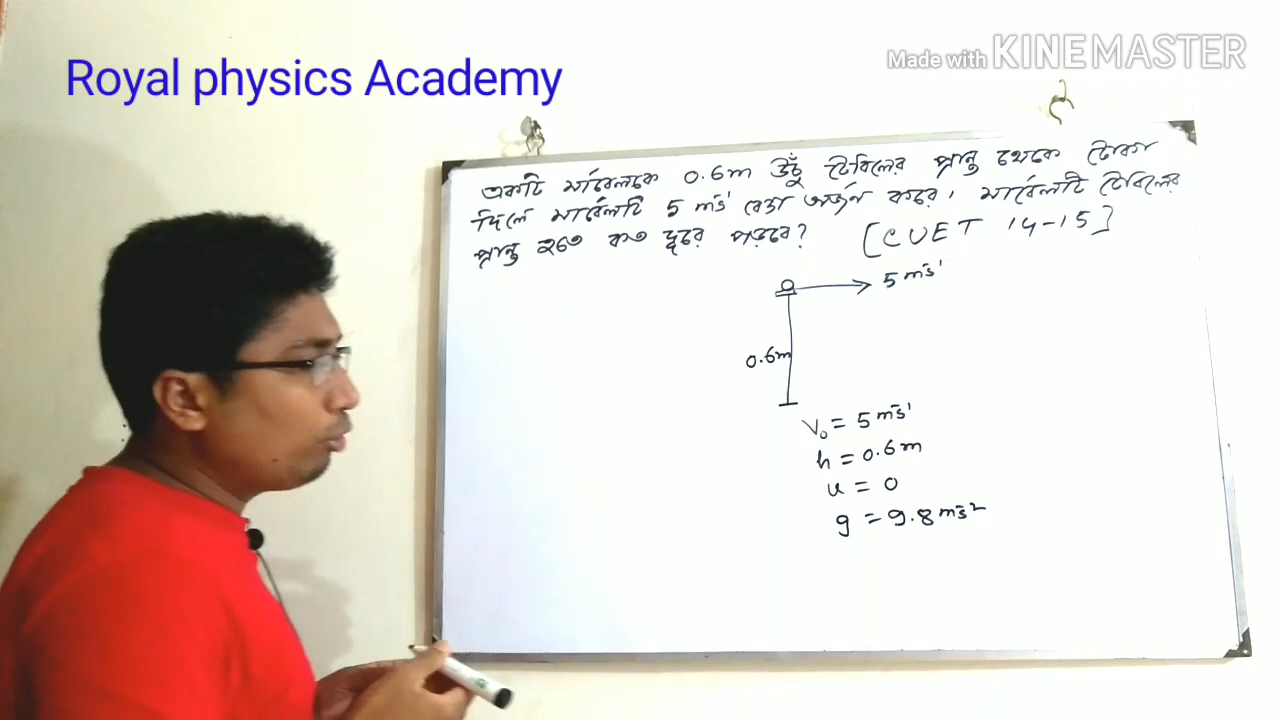 Royal physics Academy
Made with KINEMASTER
একটি মার্বেলকে 0.6m উঁচু টেবিলের প্রান্ত থেকে টোকা
দিলে মার্বেলটি 5 ms⁻¹ বেগ অর্জন করে। মার্বেলটি টেবিলের
প্রান্ত হতে কত দূরে পড়বে? [CUET 14-15]
5 ms⁻¹
0.6m
V₀ = 5 ms⁻¹
h = 0.6m
u = 0
g = 9.8 ms⁻²